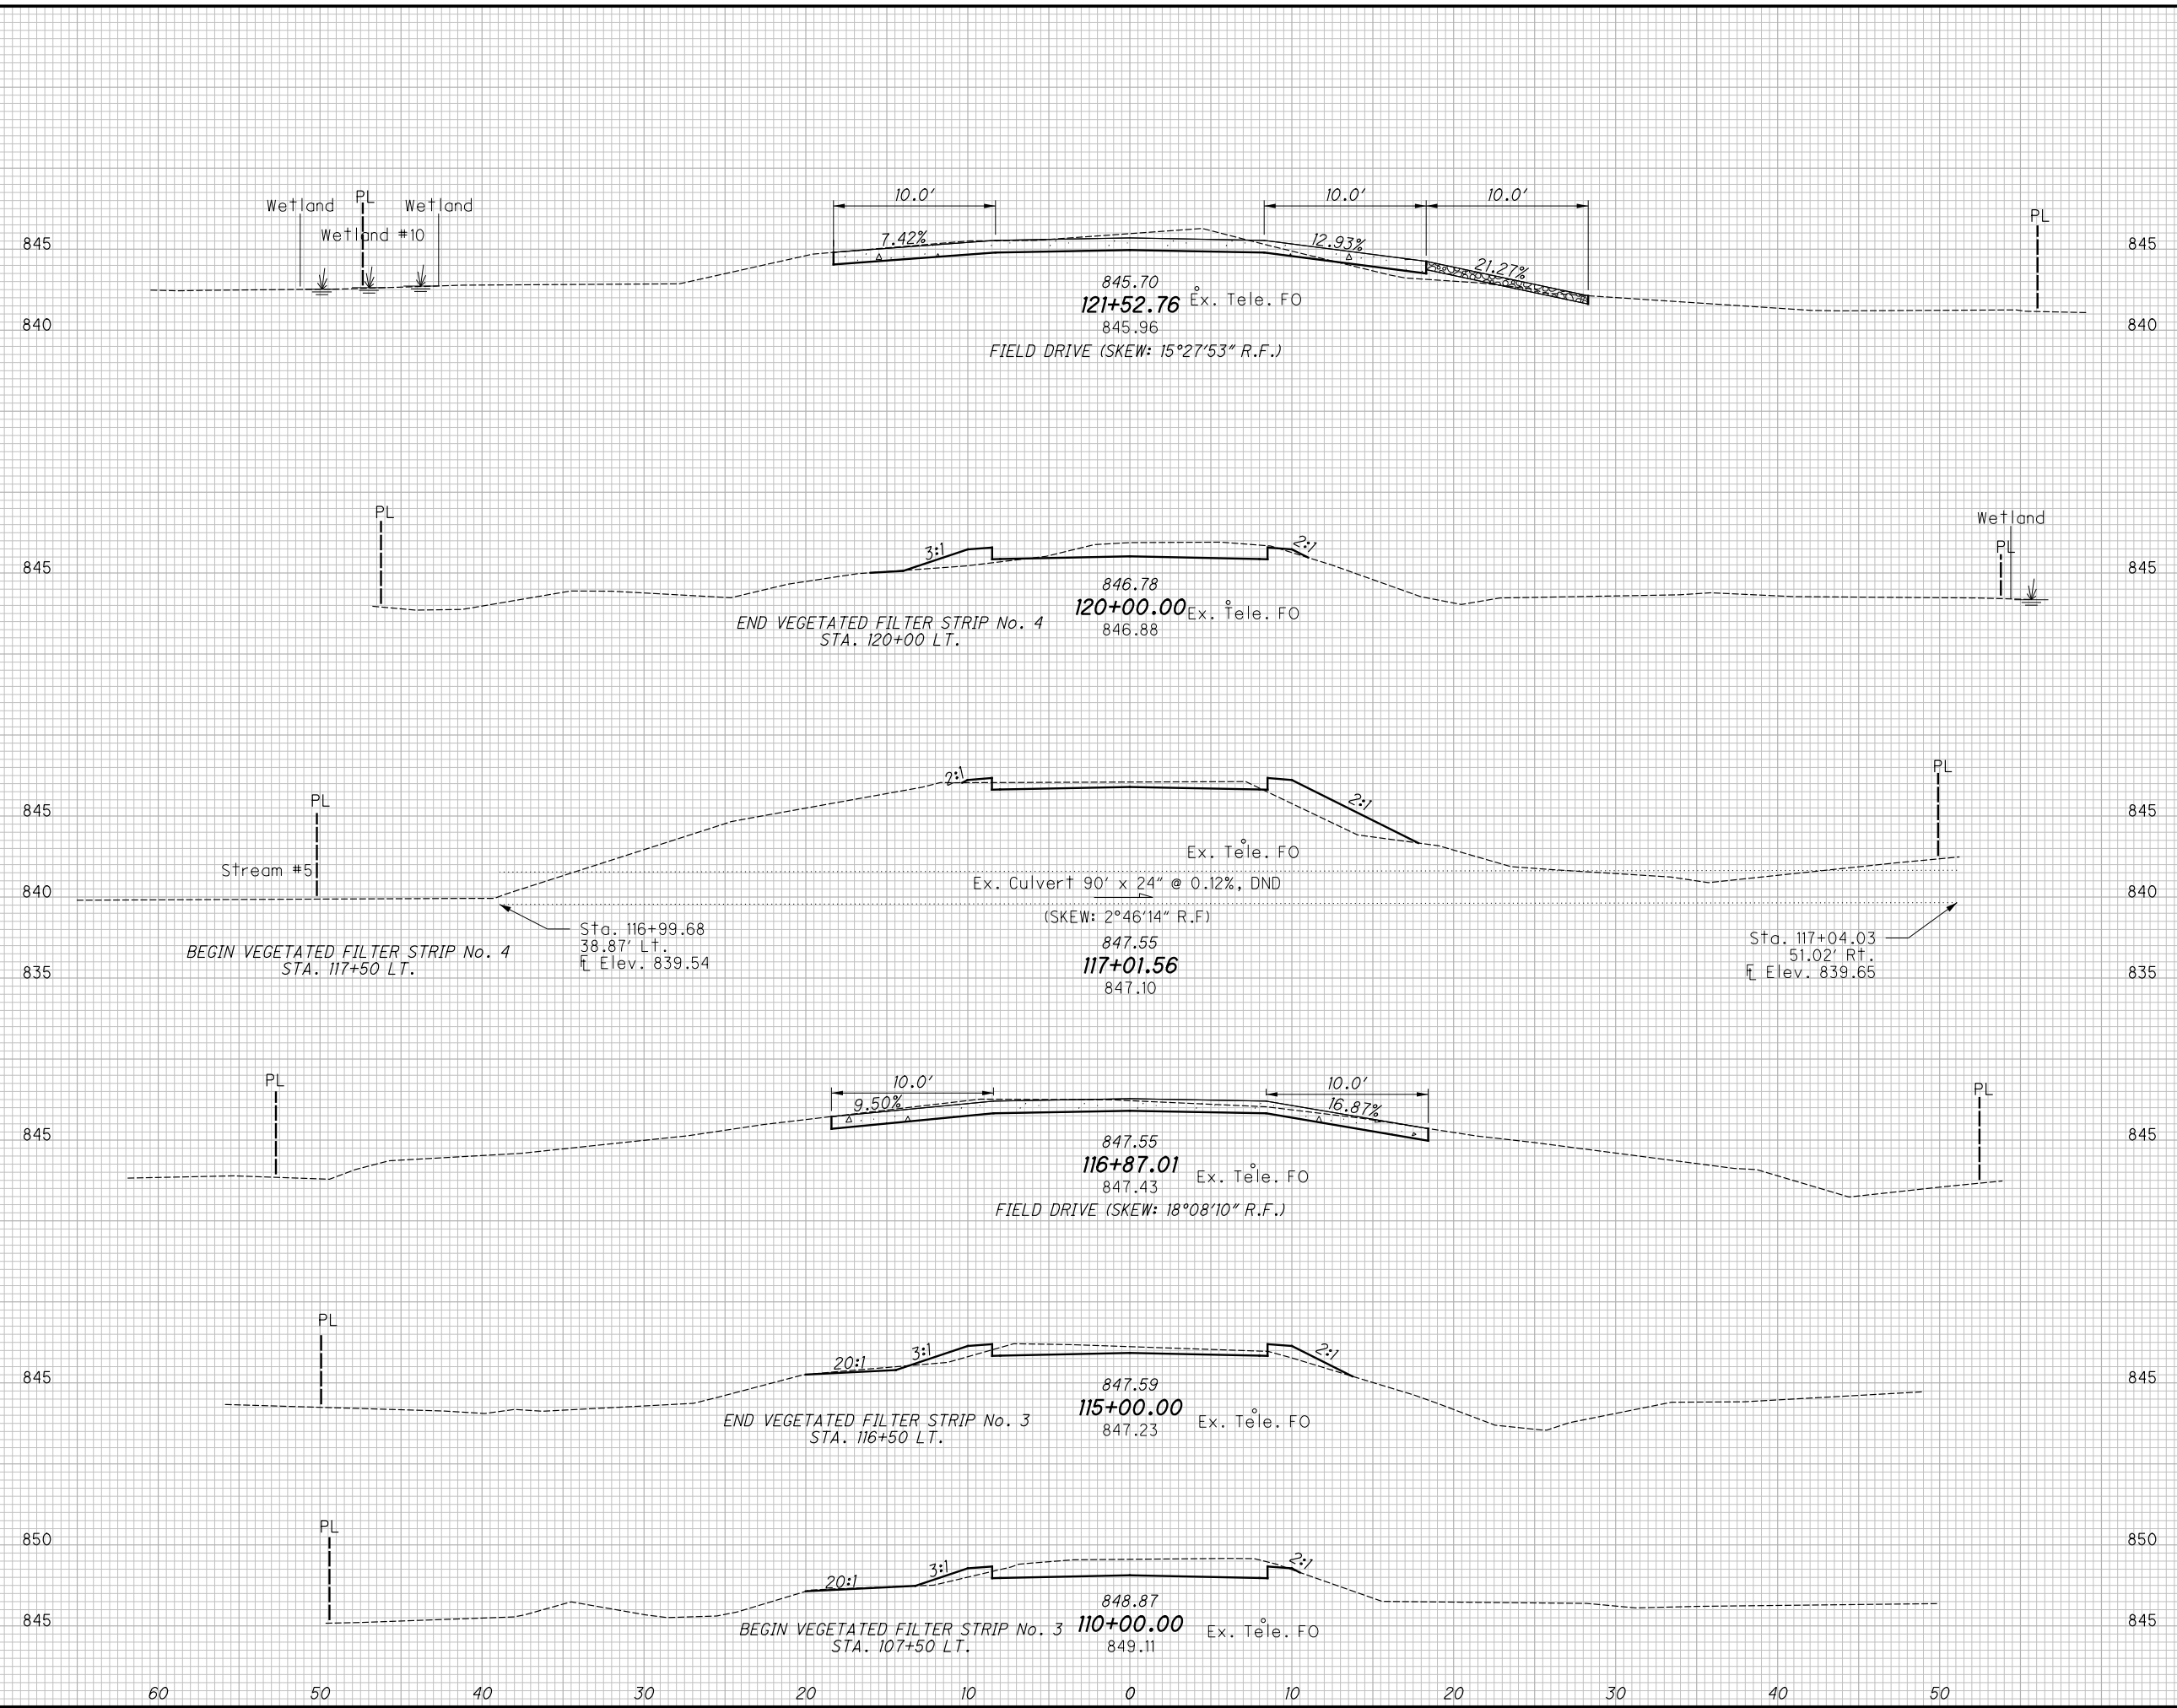 10.0'
10.0'
10.0'
PL
Wetland
Wetland
PL
Wetland #10
845
7.42%
12.93%
21.27%
845
845.70
121+52.76
Ex. Tele. FO
840
845.96
840
FIELD DRIVE (SKEW: 15°27'53" R.F.)
PL
Wetland
PL
3:1
2:1
845
845
846.78
120+00.00
Ex. Tele. FO
846.88
END VEGETATED FILTER STRIP No. 4
STA. 120+00 LT.
PL
PL
2:1
2:1
845
845
Ex. Tele. FO
Stream #5
840
Ex. Culvert 90' x 24" @ 0.12%, DND
840
(SKEW: 2°46'14" R.F)
Sta. 116+99.68
38.87' Lt.
FL Elev. 839.54
Sta. 117+04.03
51.02' Rt.
FL Elev. 839.65
BEGIN VEGETATED FILTER STRIP No. 4
STA. 117+50 LT.
847.55
117+01.56
847.10
835
835
PL
PL
10.0'
10.0'
9.50%
16.87%
845
845
847.55
116+87.01
Ex. Tele. FO
847.43
FIELD DRIVE (SKEW: 18°08'10" R.F.)
PL
20:1
3:1
2:1
845
845
847.59
115+00.00
Ex. Tele. FO
847.23
END VEGETATED FILTER STRIP No. 3
STA. 116+50 LT.
PL
850
850
20:1
3:1
2:1
848.87
110+00.00
Ex. Tele. FO
849.11
845
845
BEGIN VEGETATED FILTER STRIP No. 3
STA. 107+50 LT.
60 50 40 30 20 10 0 10 20 30 40 50